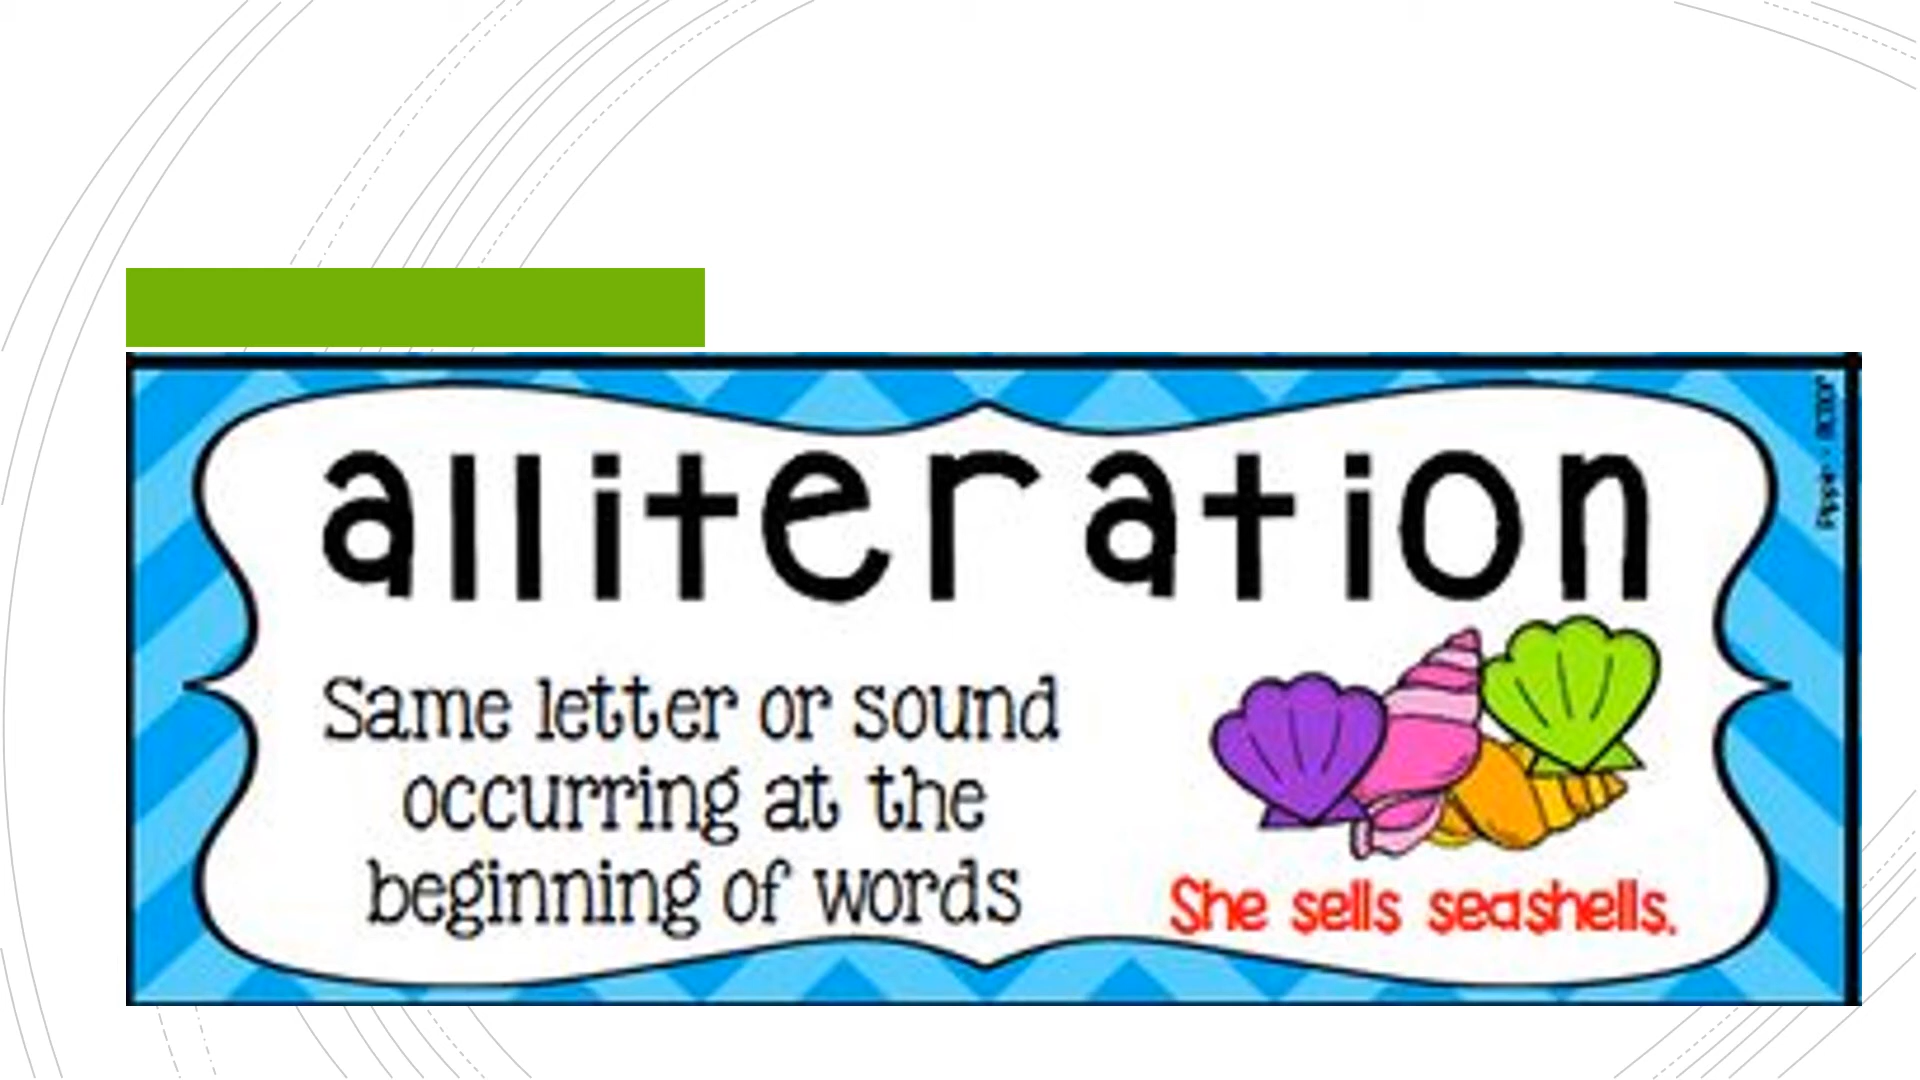 alliteration
Same letter or sound
occurring at the
beginning of words
She sells seashells.